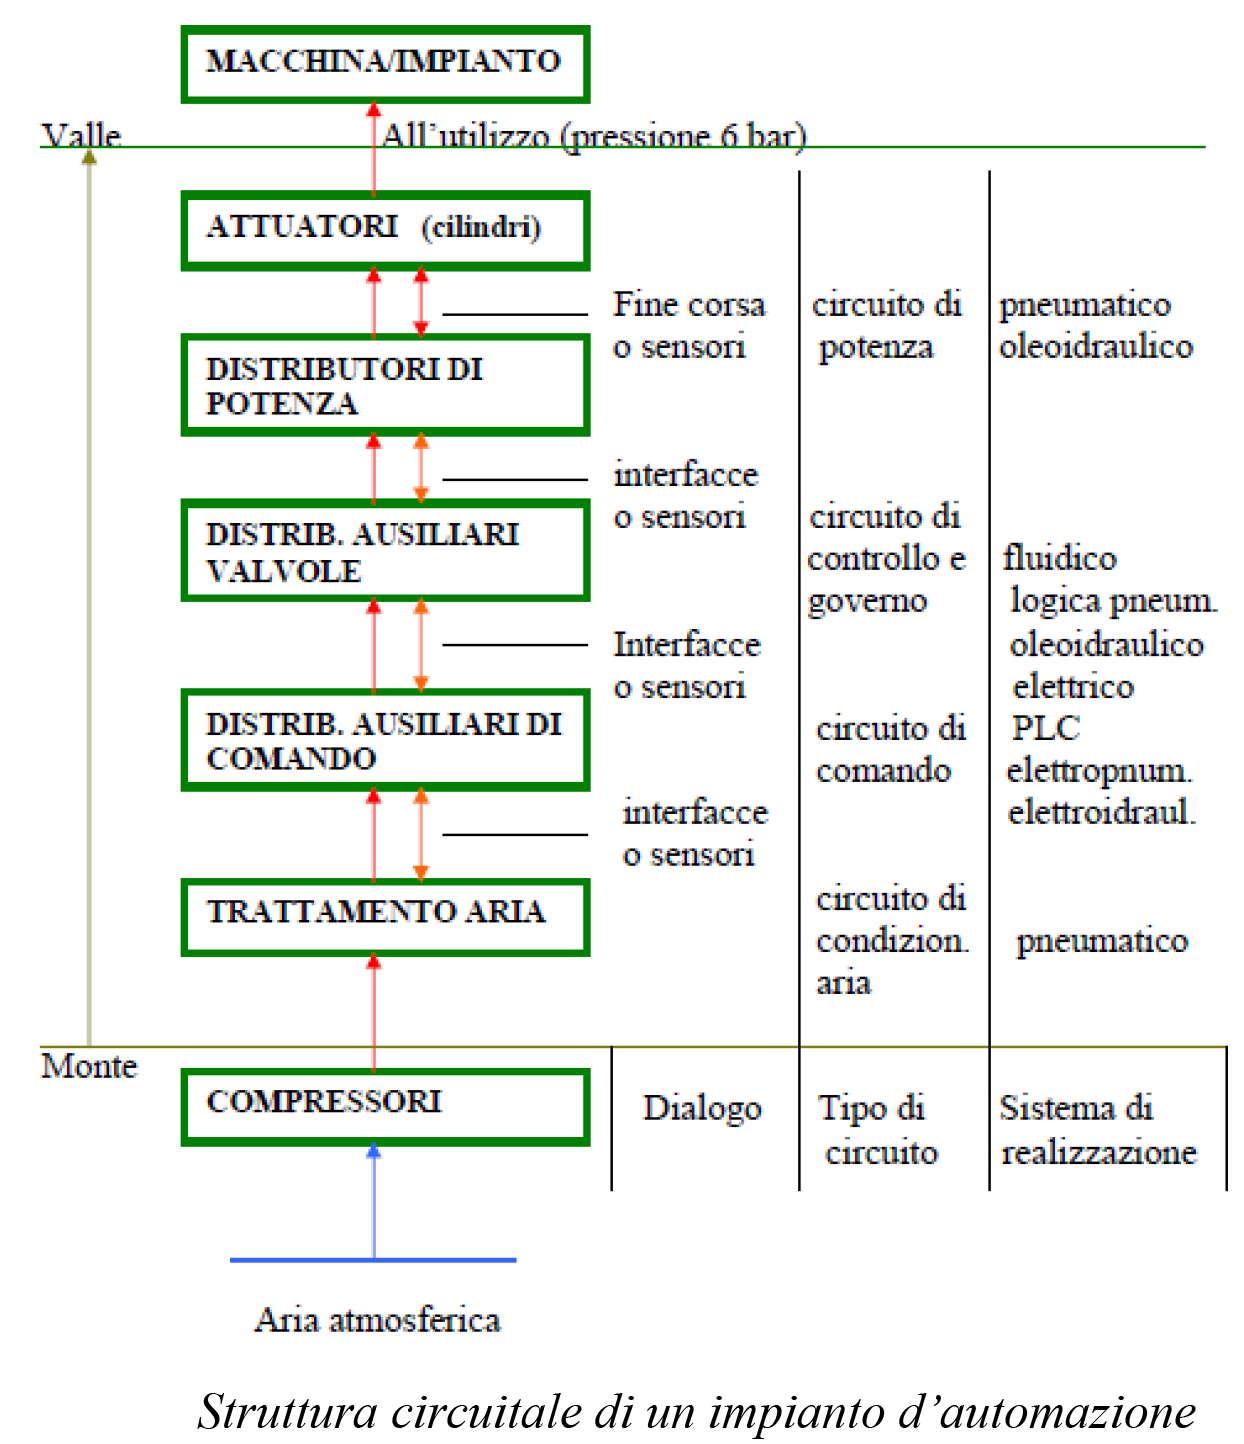 MACCHINA/IMPIANTO
Valle
All'utilizzo (pressione 6 bar)
ATTUATORI (cilindri)
Fine corsa
o sensori
circuito di
potenza
pneumatico
oleoidraulico
DISTRIBUTORI DI
POTENZA
interfacce
o sensori
DISTRIB. AUSILIARI
VALVOLE
circuito di
controllo e
governo
fluidico
logica pneum.
oleoidraulico
elettrico
PLC
elettropnum.
elettroidraul.
Interfacce
o sensori
DISTRIB. AUSILIARI DI
COMANDO
circuito di
comando
interfacce
o sensori
TRATTAMENTO ARIA
circuito di
condizion.
aria
pneumatico
Monte
COMPRESSORI
Dialogo
Tipo di
circuito
Sistema di
realizzazione
Aria atmosferica
Struttura circuitale di un impianto d'automazione